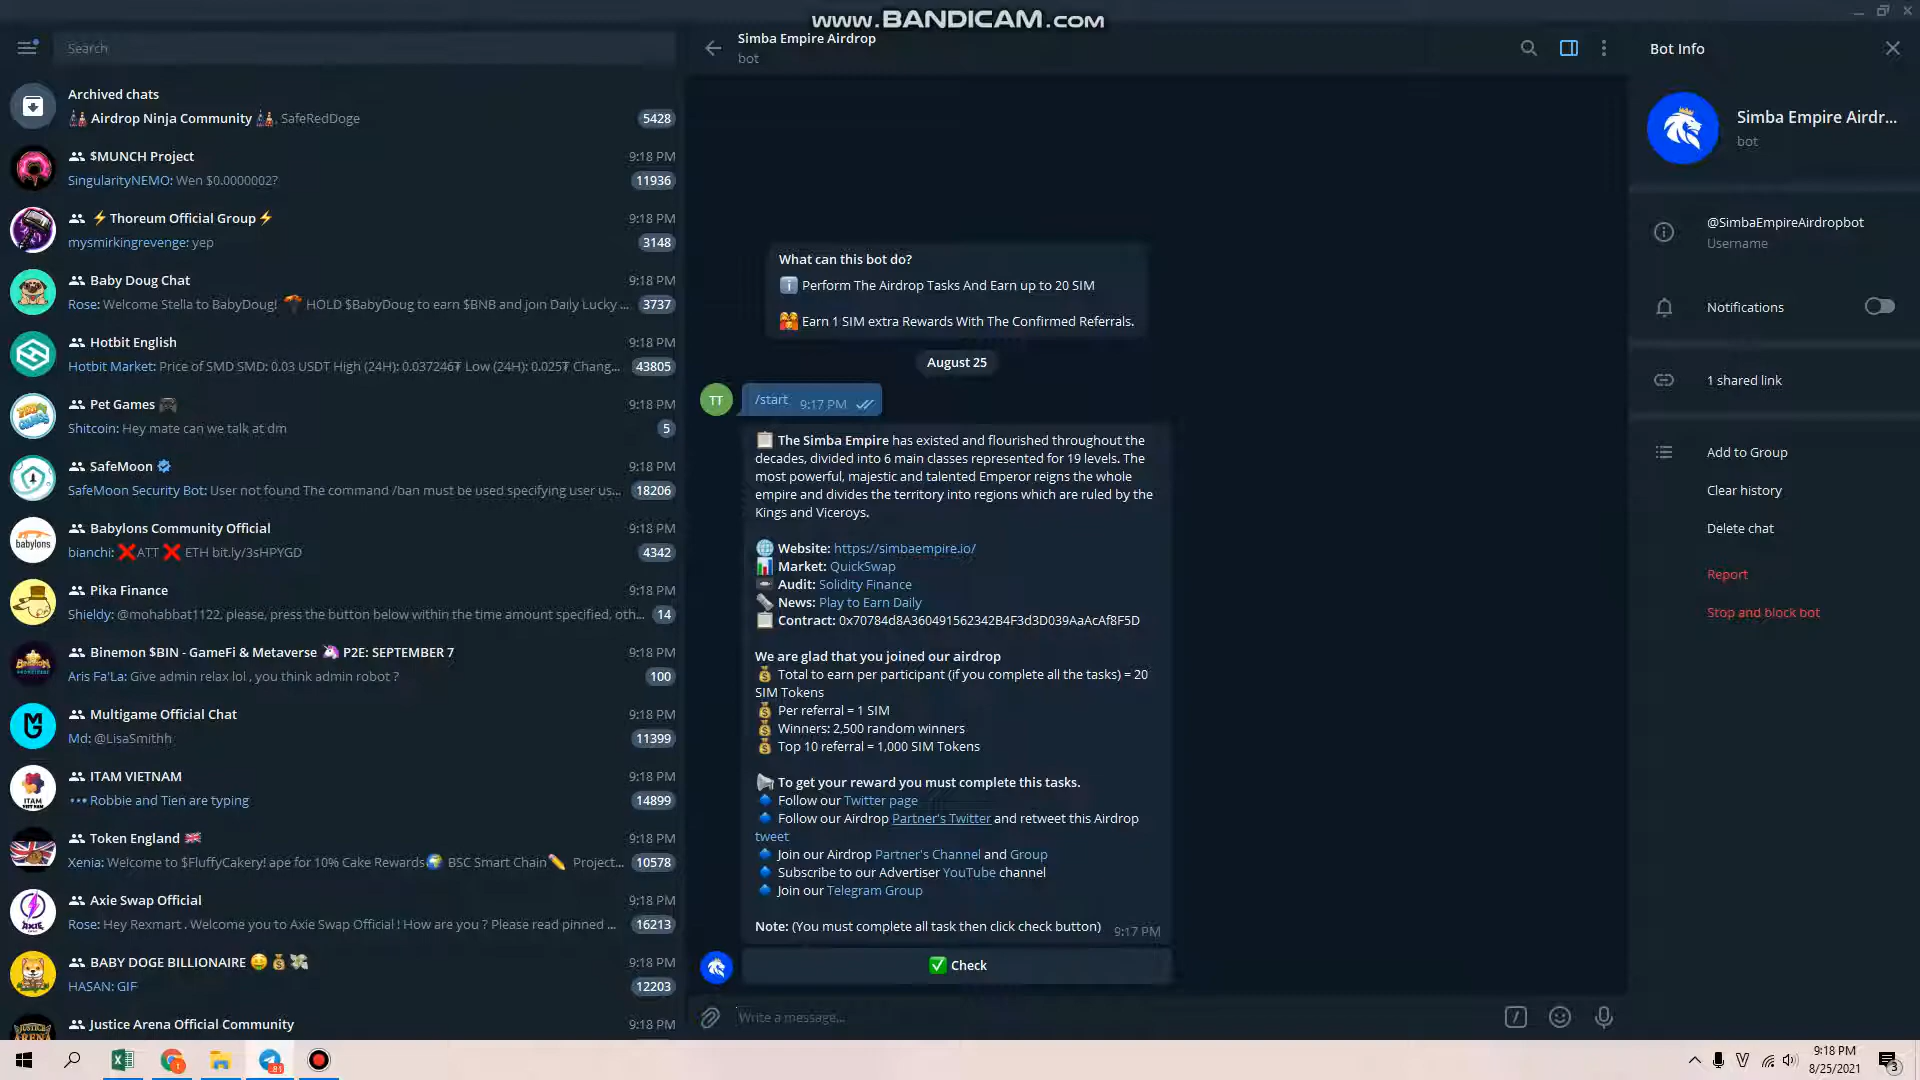 www.BANDICAM.com
Search
Archived chats
Airdrop Ninja Community , SafeRedDoge
5428
$MUNCH Project
9:18 PM
SingularityNEMO: Wen $0.0000002?
11936
⚡Thoreum Official Group⚡
9:18 PM
mysmirkingrevenge: yep
3148
Baby Doug Chat
9:18 PM
Rose: Welcome Stella to BabyDoug! HOLD $BabyDoug to earn $BNB and join Daily Lucky ...
3737
Hotbit English
9:18 PM
Hotbit Market: Price of SMD SMD: 0.03 USDT High (24H): 0.037246₮ Low (24H): 0.025₮ Chang...
43805
Pet Games 🎮
9:18 PM
Shitcoin: Hey mate can we talk at dm
5
SafeMoon
9:18 PM
SafeMoon Security Bot: User not found The command /ban must be used specifying user us...
18206
babylons
Babylons Community Official
9:18 PM
bianchi: ❌ATT ❌ ETH bit.ly/3sHPYGD
4342
Pika Finance
9:18 PM
Shieldy: @mohabbat1122, please, press the button below within the time amount specified, oth...
14
Binemon $BIN - GameFi & Metaverse 🦄 P2E: SEPTEMBER 7
9:18 PM
Aris Fa'La: Give admin relax lol , you think admin robot ?
100
Multigame Official Chat
9:18 PM
Md: @LisaSmithh
11399
ITAM
ITAM VIETNAM
9:18 PM
Robbie and Tien are typing
14899
Token England 🇬🇧
9:18 PM
Xenia: Welcome to $FluffyCakery! ape for 10% Cake Rewards🌍 BSC Smart Chain✏️ Project...
10578
AXIE
Axie Swap Official
9:18 PM
Rose: Hey Rexmart . Welcome you to Axie Swap Official ! How are you ? Please read pinned ...
16213
BABY DOGE BILLIONAIRE 🤑💰💸
9:18 PM
HASAN: GIF
12203
JUSTICE
Justice Arena Official Community
9:18 PM
Simba Empire Airdrop
bot
What can this bot do?
ℹ️ Perform The Airdrop Tasks And Earn up to 20 SIM
Earn 1 SIM extra Rewards With The Confirmed Referrals.
August 25
TT
/start 9:17 PM
📋 The Simba Empire has existed and flourished throughout the
decades, divided into 6 main classes represented for 19 levels. The
most powerful, majestic and talented Emperor reigns the whole
empire and divides the territory into regions which are ruled by the
Kings and Viceroys.
🌐 Website: https://simbaempire.io/
📊 Market: QuickSwap
Audit: Solidity Finance
🗞 News: Play to Earn Daily
📋 Contract: 0x70784d8A360491562342B4F3d3D039AaAcAf8F5D
We are glad that you joined our airdrop
💰 Total to earn per participant (if you complete all the tasks) = 20
SIM Tokens
💰 Per referral = 1 SIM
💰 Winners: 2,500 random winners
💰 Top 10 referral = 1,000 SIM Tokens
📢 To get your reward you must complete this tasks.
🔹 Follow our Twitter page
🔹 Follow our Airdrop Partner's Twitter and retweet this Airdrop
tweet
🔹 Join our Airdrop Partner's Channel and Group
🔹 Subscribe to our Advertiser YouTube channel
🔹 Join our Telegram Group
Note: (You must complete all task then click check button) 9:17 PM
✅ Check
Write a message...
Bot Info
Simba Empire Airdr...
bot
@SimbaEmpireAirdropbot
Username
Notifications
1 shared link
Add to Group
Clear history
Delete chat
Report
Stop and block bot
9:18 PM
8/25/2021
3